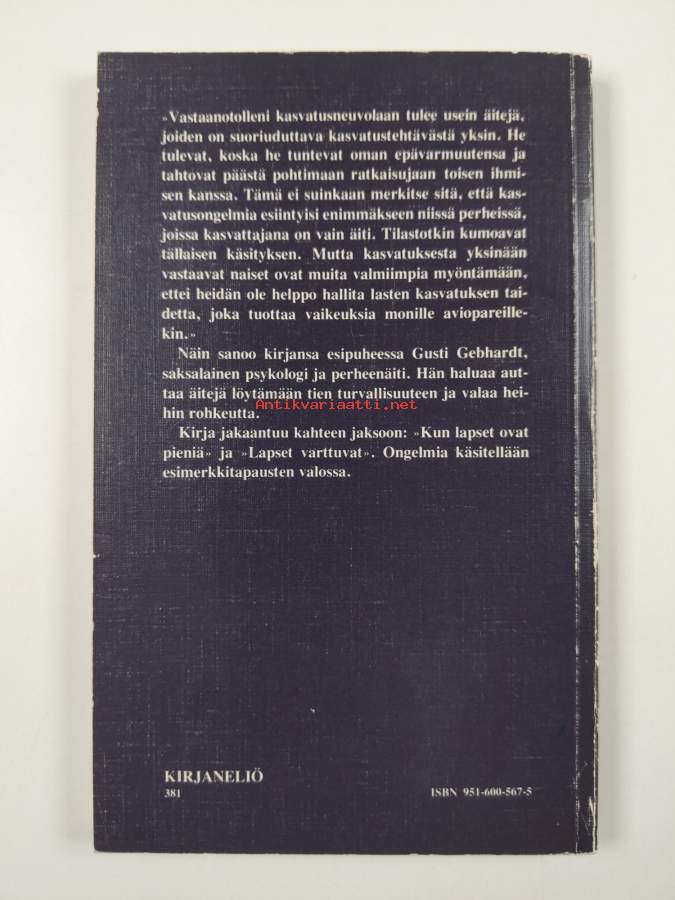 »Vastaanotolleni kasvatusneuvolaan tulee usein äitejä,
joiden on suoriuduttava kasvatustehtävästä yksin. He
tulevat, koska he tuntevat oman epävarmuutensa ja
tahtovat päästä pohtimaan ratkaisujaan toisen ihmi-
sen kanssa. Tämä ei suinkaan merkitse sitä, että kas-
vatusongelmia esiintyisi enimmäkseen niissä perheissä,
joissa kasvattajana on vain äiti. Tilastotkin kumoavat
tällaisen käsityksen. Mutta kasvatuksesta yksinään
vastaavat naiset ovat muita valmiimpia myöntämään,
ettei heidän ole helppo hallita lasten kasvatuksen tai-
detta, joka tuottaa vaikeuksia monille aviopareille-
kin.»
Näin sanoo kirjansa esipuheessa Gusti Gebhardt,
saksalainen psykologi ja perheenäiti. Hän haluaa aut-
taa äitejä löytämään tien turvallisuuteen ja valaa hei-
hin rohkeutta.
Antikvariaatti.net
Kirja jakaantuu kahteen jaksoon: »Kun lapset ovat
pieniä» ja »Lapset varttuvat». Ongelmia käsitellään
esimerkkitapausten valossa.
KIRJANELIÖ
381
ISBN 951-600-567-5